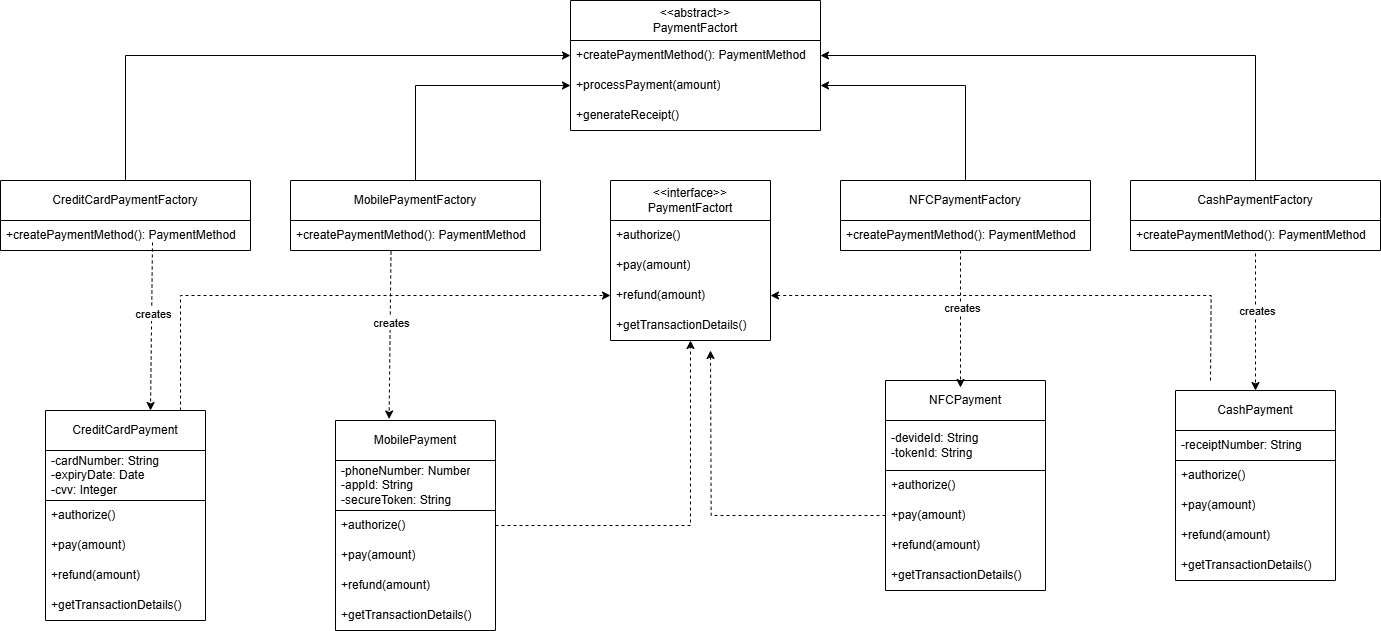 <<abstract>>
PaymentFactort
+createPaymentMethod(): PaymentMethod
+processPayment(amount)
+generateReceipt()
CreditCardPaymentFactory
+createPaymentMethod(): PaymentMethod
MobilePaymentFactory
+createPaymentMethod(): PaymentMethod
<<interface>>
PaymentFactort
+authorize()
+pay(amount)
+refund(amount)
+getTransactionDetails()
NFCPaymentFactory
+createPaymentMethod(): PaymentMethod
CashPaymentFactory
+createPaymentMethod(): PaymentMethod
creates
creates
creates
creates
CreditCardPayment
-cardNumber: String
-expiryDate: Date
-cvv: Integer
+authorize()
+pay(amount)
+refund(amount)
+getTransactionDetails()
MobilePayment
-phoneNumber: Number
-appId: String
-secureToken: String
+authorize()
+pay(amount)
+refund(amount)
+getTransactionDetails()
NFCPayment
-devideId: String
-tokenId: String
+authorize()
+pay(amount)
+refund(amount)
+getTransactionDetails()
CashPayment
-receiptNumber: String
+authorize()
+pay(amount)
+refund(amount)
+getTransactionDetails()